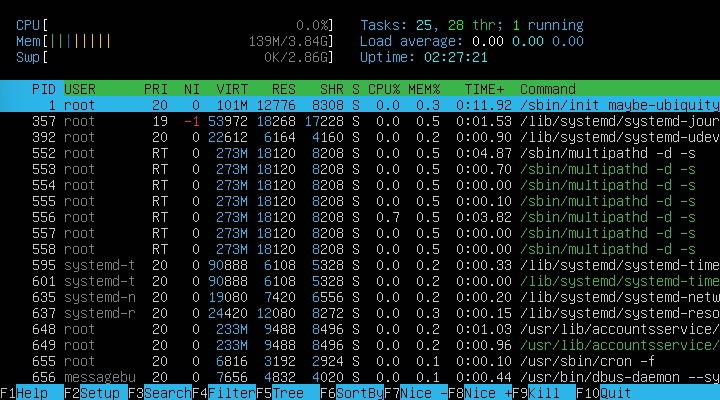 CPU[ 0.0%] Tasks: 25, 28 thr; 1 running
Mem[|||||||| 139M/3.84G] Load average: 0.00 0.00 0.00
Swp[ 0K/2.86G] Uptime: 02:27:21
PID USER PRI NI VIRT RES SHR S CPU% MEM% TIME+ Command
1 root 20 0 101M 12776 8308 S 0.0 0.3 0:11.92 /sbin/init maybe-ubiquity
357 root 19 -1 53972 18268 17228 S 0.0 0.5 0:01.53 /lib/systemd/systemd-jour
392 root 20 0 22612 6164 4160 S 0.0 0.2 0:00.90 /lib/systemd/systemd-udev
552 root RT 0 273M 18120 8208 S 0.0 0.5 0:04.87 /sbin/multipathd -d -s
553 root RT 0 273M 18120 8208 S 0.0 0.5 0:00.70 /sbin/multipathd -d -s
554 root RT 0 273M 18120 8208 S 0.0 0.5 0:00.00 /sbin/multipathd -d -s
555 root RT 0 273M 18120 8208 S 0.0 0.5 0:00.10 /sbin/multipathd -d -s
556 root RT 0 273M 18120 8208 S 0.7 0.5 0:03.82 /sbin/multipathd -d -s
557 root RT 0 273M 18120 8208 S 0.0 0.5 0:00.00 /sbin/multipathd -d -s
558 root RT 0 273M 18120 8208 S 0.0 0.5 0:00.00 /sbin/multipathd -d -s
595 systemd-t 20 0 90888 6108 5328 S 0.0 0.2 0:00.33 /lib/systemd/systemd-time
601 systemd-t 20 0 90888 6108 5328 S 0.0 0.2 0:00.00 /lib/systemd/systemd-time
635 systemd-n 20 0 19080 7420 6556 S 0.0 0.2 0:00.20 /lib/systemd/systemd-netw
637 systemd-r 20 0 24420 12080 8272 S 0.0 0.3 0:00.15 /lib/systemd/systemd-reso
648 root 20 0 233M 9488 8496 S 0.0 0.2 0:01.03 /usr/lib/accountsservice/
649 root 20 0 233M 9488 8496 S 0.0 0.2 0:00.96 /usr/lib/accountsservice/
655 root 20 0 6816 3192 2924 S 0.0 0.1 0:00.10 /usr/sbin/cron -f
656 messagebu 20 0 7656 4832 4020 S 0.0 0.1 0:00.44 /usr/bin/dbus-daemon --sy
F1Help F2Setup F3SearchF4FilterF5Tree F6SortByF7Nice -F8Nice +F9Kill F10Quit